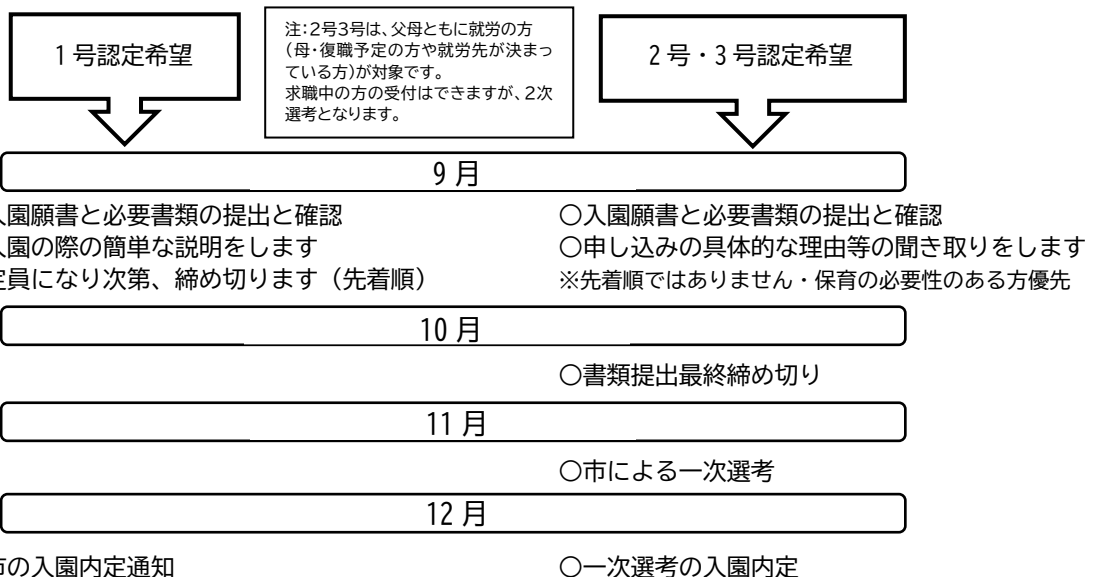 1号認定希望
注:2号3号は、父母ともに就労の方
(母・復職予定の方や就労先が決まっ
ている方)が対象です。
求職中の方の受付はできますが、2次
選考となります。
2号・3号認定希望
9月
入園願書と必要書類の提出と確認
入園の際の簡単な説明をします
定員になり次第、締め切ります(先着順)
○入園願書と必要書類の提出と確認
○申し込みの具体的な理由等の聞き取りをします
※先着順ではありません・保育の必要性のある方優先
10月
○書類提出最終締め切り
11月
○市による一次選考
12月
市の入園内定通知
○一次選考の入園内定